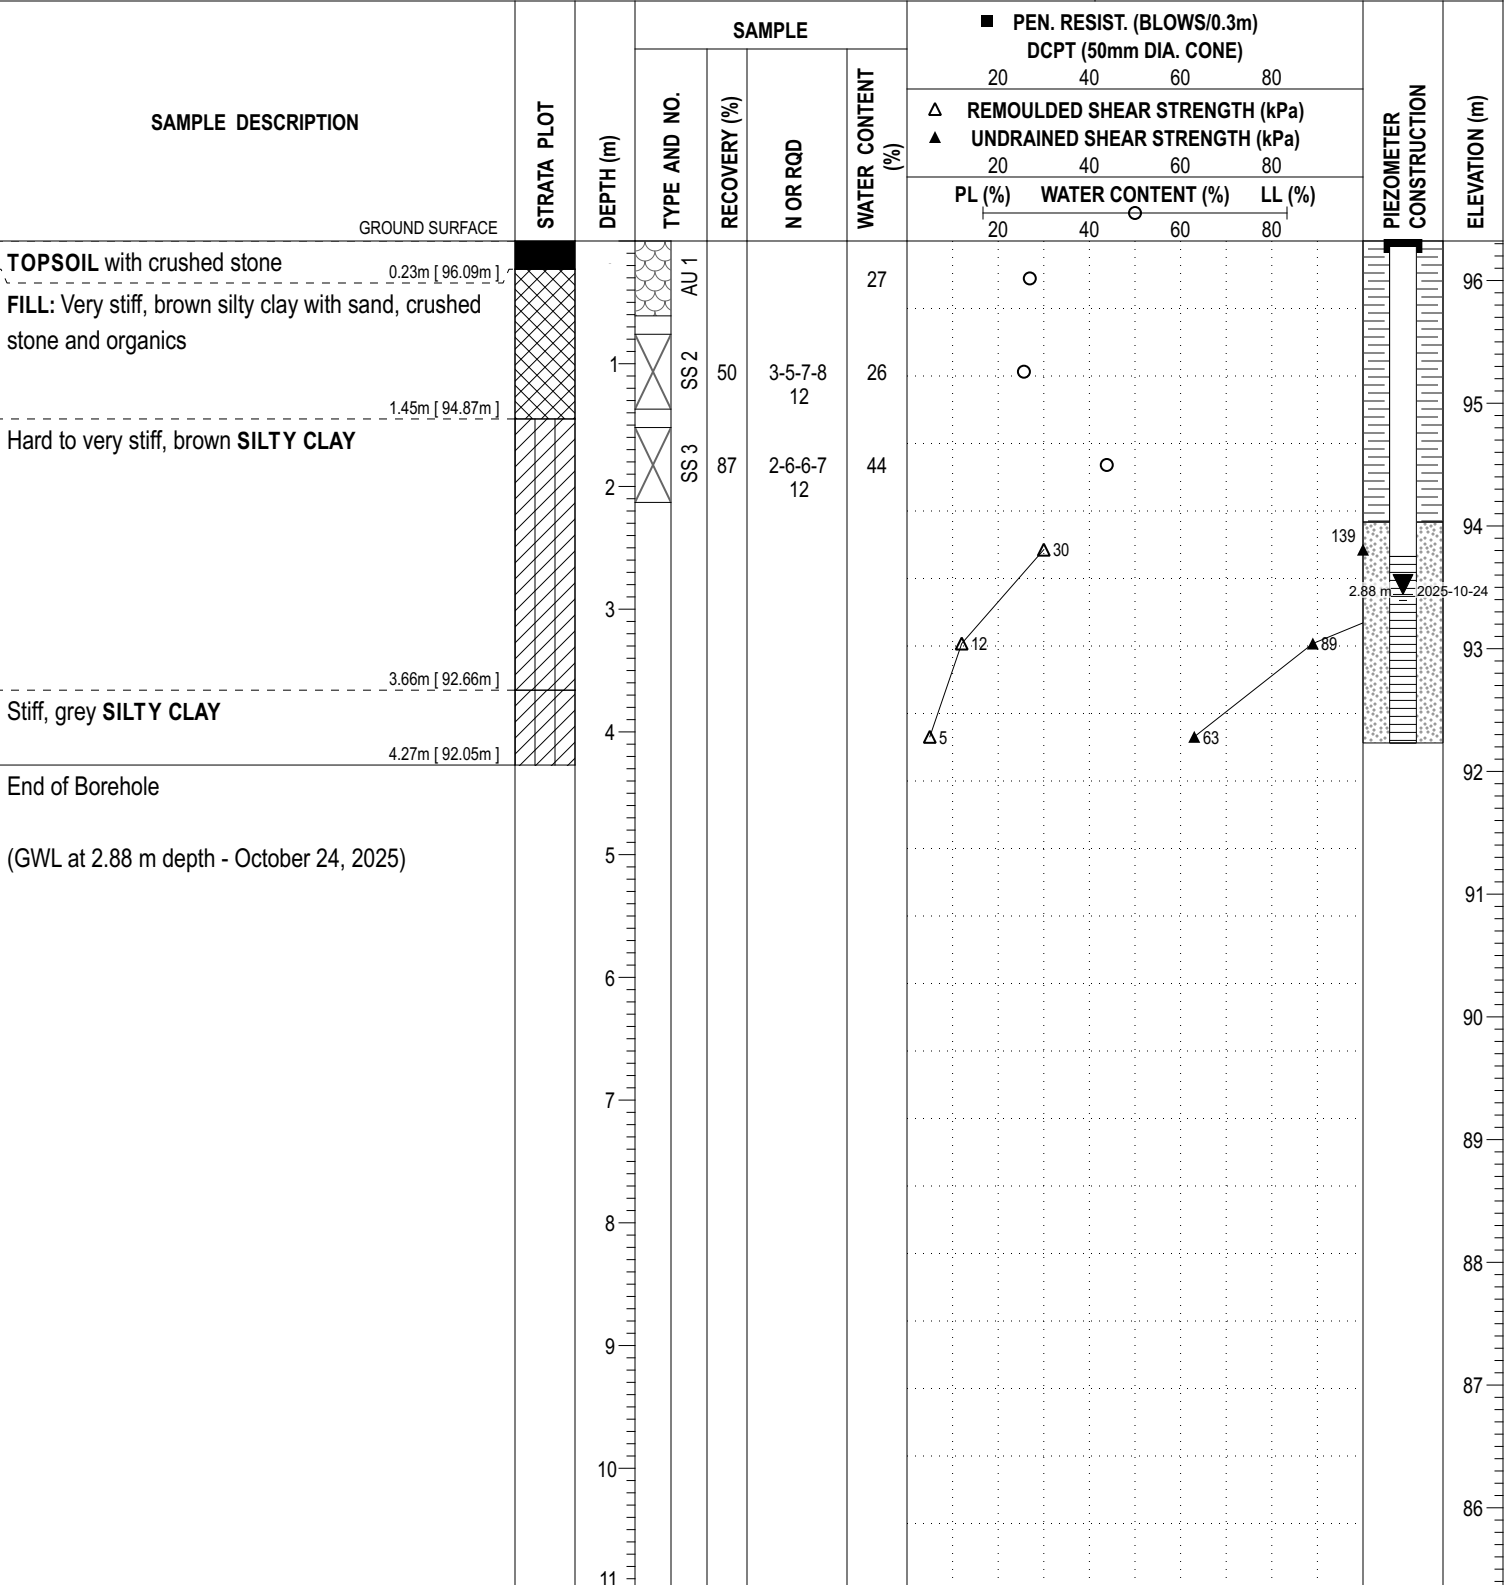 SAMPLE DESCRIPTION
GROUND SURFACE
STRATA PLOT
DEPTH (m)
SAMPLE
TYPE AND NO.
RECOVERY (%)
N OR RQD
WATER CONTENT
(%)
■ PEN. RESIST. (BLOWS/0.3m)
DCPT (50mm DIA. CONE)
20 40 60 80
△ REMOULDED SHEAR STRENGTH (kPa)
▲ UNDRAINED SHEAR STRENGTH (kPa)
20 40 60 80
PL (%) WATER CONTENT (%) LL (%)
20 40 60 80
PIEZOMETER
CONSTRUCTION
ELEVATION (m)
TOPSOIL with crushed stone
0.23m [ 96.09m ]
FILL: Very stiff, brown silty clay with sand, crushed
stone and organics
1.45m [ 94.87m ]
Hard to very stiff, brown SILTY CLAY
3.66m [ 92.66m ]
Stiff, grey SILTY CLAY
4.27m [ 92.05m ]
End of Borehole
(GWL at 2.88 m depth - October 24, 2025)
1
2
3
4
5
6
7
8
9
10
11
AU 1
27
SS 2
50
3-5-7-8
12
26
SS 3
87
2-6-6-7
12
44
30
139
12
89
5
63
2.88 m
2025-10-24
96
95
94
93
92
91
90
89
88
87
86